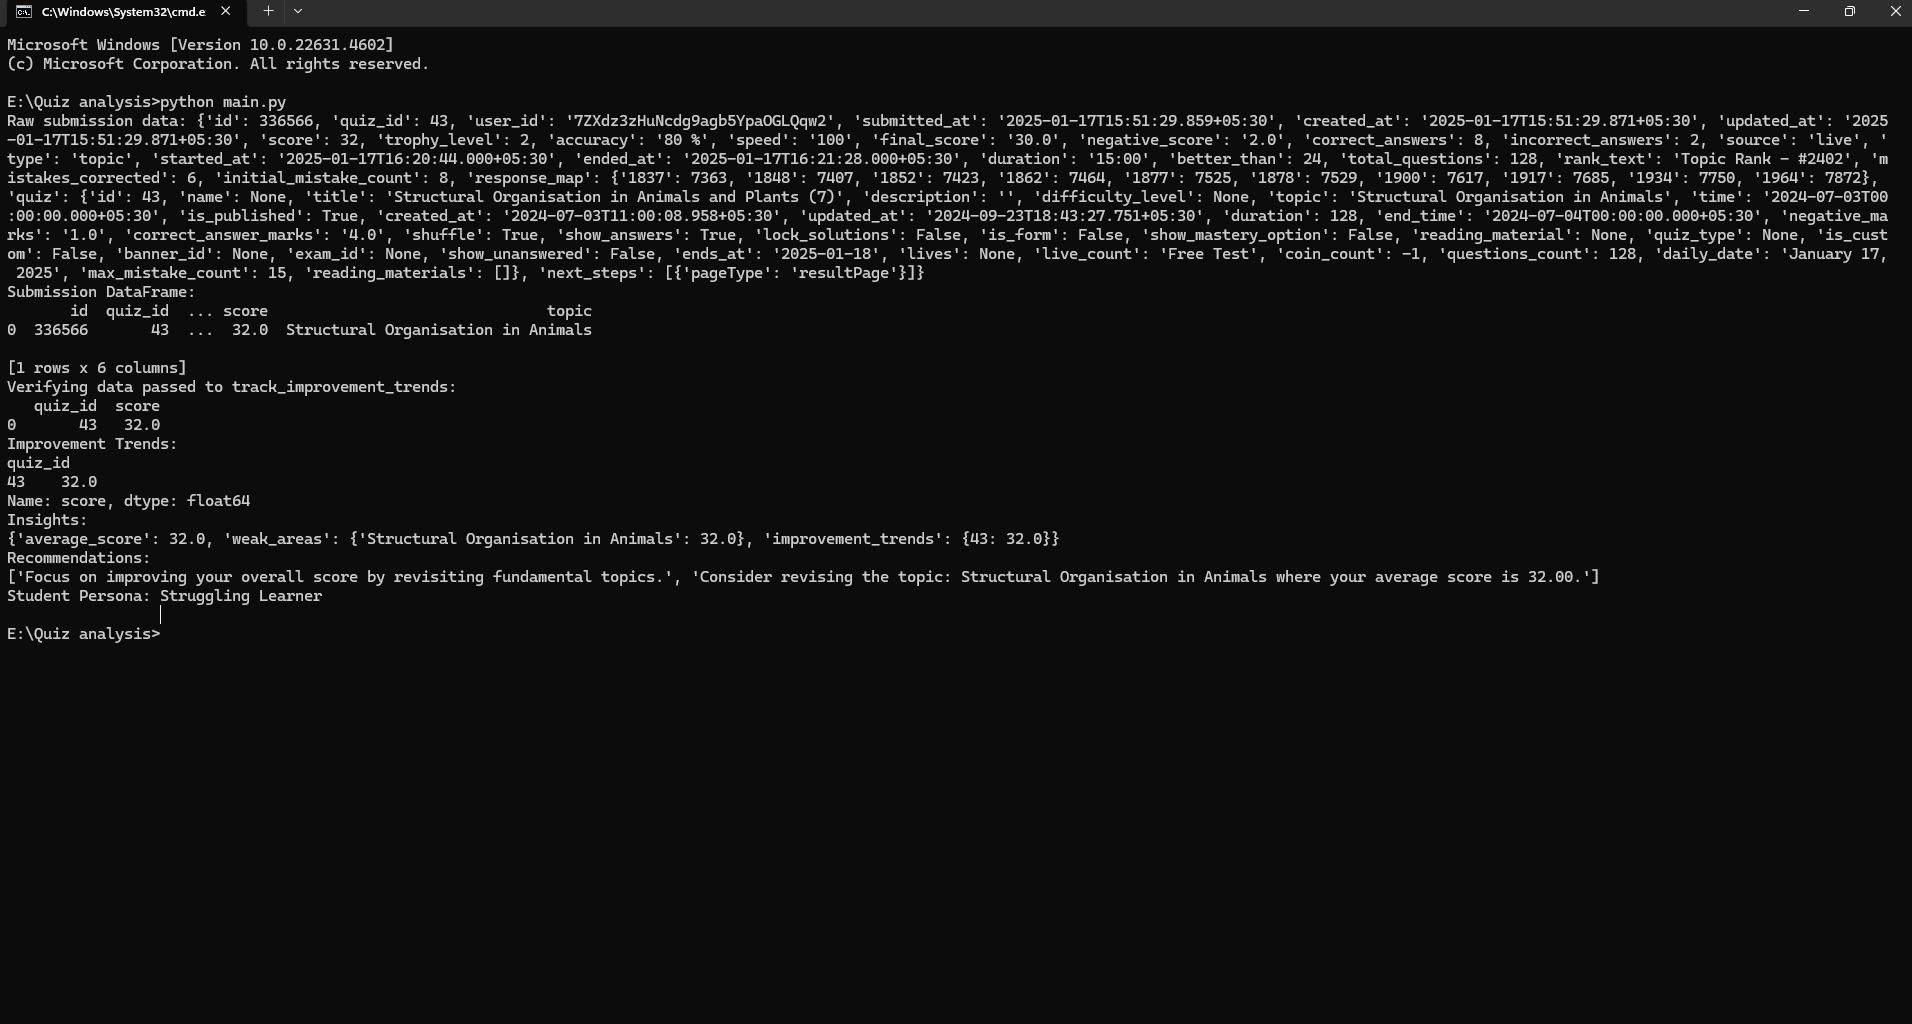 C:\Windows\System32\cmd.e
Microsoft Windows [Version 10.0.22631.4602]
(c) Microsoft Corporation. All rights reserved.
E:\Quiz analysis>python main.py
Raw submission data: {'id': 336566, 'quiz_id': 43, 'user_id': '7ZXdz3zHuNcdg9agb5YpaOGLQqw2', 'submitted_at': '2025-01-17T15:51:29.859+05:30', 'created_at': '2025-01-17T15:51:29.871+05:30', 'updated_at': '2025
-01-17T15:51:29.871+05:30', 'score': 32, 'trophy_level': 2, 'accuracy': '80 %', 'speed': '100', 'final_score': '30.0', 'negative_score': '2.0', 'correct_answers': 8, 'incorrect_answers': 2, 'source': 'live', '
type': 'topic', 'started_at': '2025-01-17T16:20:44.000+05:30', 'ended_at': '2025-01-17T16:21:28.000+05:30', 'duration': '15:00', 'better_than': 24, 'total_questions': 128, 'rank_text': 'Topic Rank - #2402', 'm
istakes_corrected': 6, 'initial_mistake_count': 8, 'response_map': {'1837': 7363, '1848': 7407, '1852': 7423, '1862': 7464, '1877': 7525, '1878': 7529, '1900': 7617, '1917': 7685, '1934': 7750, '1964': 7872},
'quiz': {'id': 43, 'name': None, 'title': 'Structural Organisation in Animals and Plants (7)', 'description': '', 'difficulty_level': None, 'topic': 'Structural Organisation in Animals', 'time': '2024-07-03T00
:00:00.000+05:30', 'is_published': True, 'created_at': '2024-07-03T11:00:08.958+05:30', 'updated_at': '2024-09-23T18:43:27.751+05:30', 'duration': 128, 'end_time': '2024-07-04T00:00:00.000+05:30', 'negative_ma
rks': '1.0', 'correct_answer_marks': '4.0', 'shuffle': True, 'show_answers': True, 'lock_solutions': False, 'is_form': False, 'show_mastery_option': False, 'reading_material': None, 'quiz_type': None, 'is_cust
om': False, 'banner_id': None, 'exam_id': None, 'show_unanswered': False, 'ends_at': '2025-01-18', 'lives': None, 'live_count': 'Free Test', 'coin_count': -1, 'questions_count': 128, 'daily_date': 'January 17,
2025', 'max_mistake_count': 15, 'reading_materials': []}, 'next_steps': [{'pageType': 'resultPage'}]}
Submission DataFrame:
id quiz_id ... score topic
0 336566 43 ... 32.0 Structural Organisation in Animals
[1 rows x 6 columns]
Verifying data passed to track_improvement_trends:
quiz_id score
0 43 32.0
Improvement Trends:
quiz_id
43 32.0
Name: score, dtype: float64
Insights:
{'average_score': 32.0, 'weak_areas': {'Structural Organisation in Animals': 32.0}, 'improvement_trends': {43: 32.0}}
Recommendations:
['Focus on improving your overall score by revisiting fundamental topics.', 'Consider revising the topic: Structural Organisation in Animals where your average score is 32.00.']
Student Persona: Struggling Learner
E:\Quiz analysis>